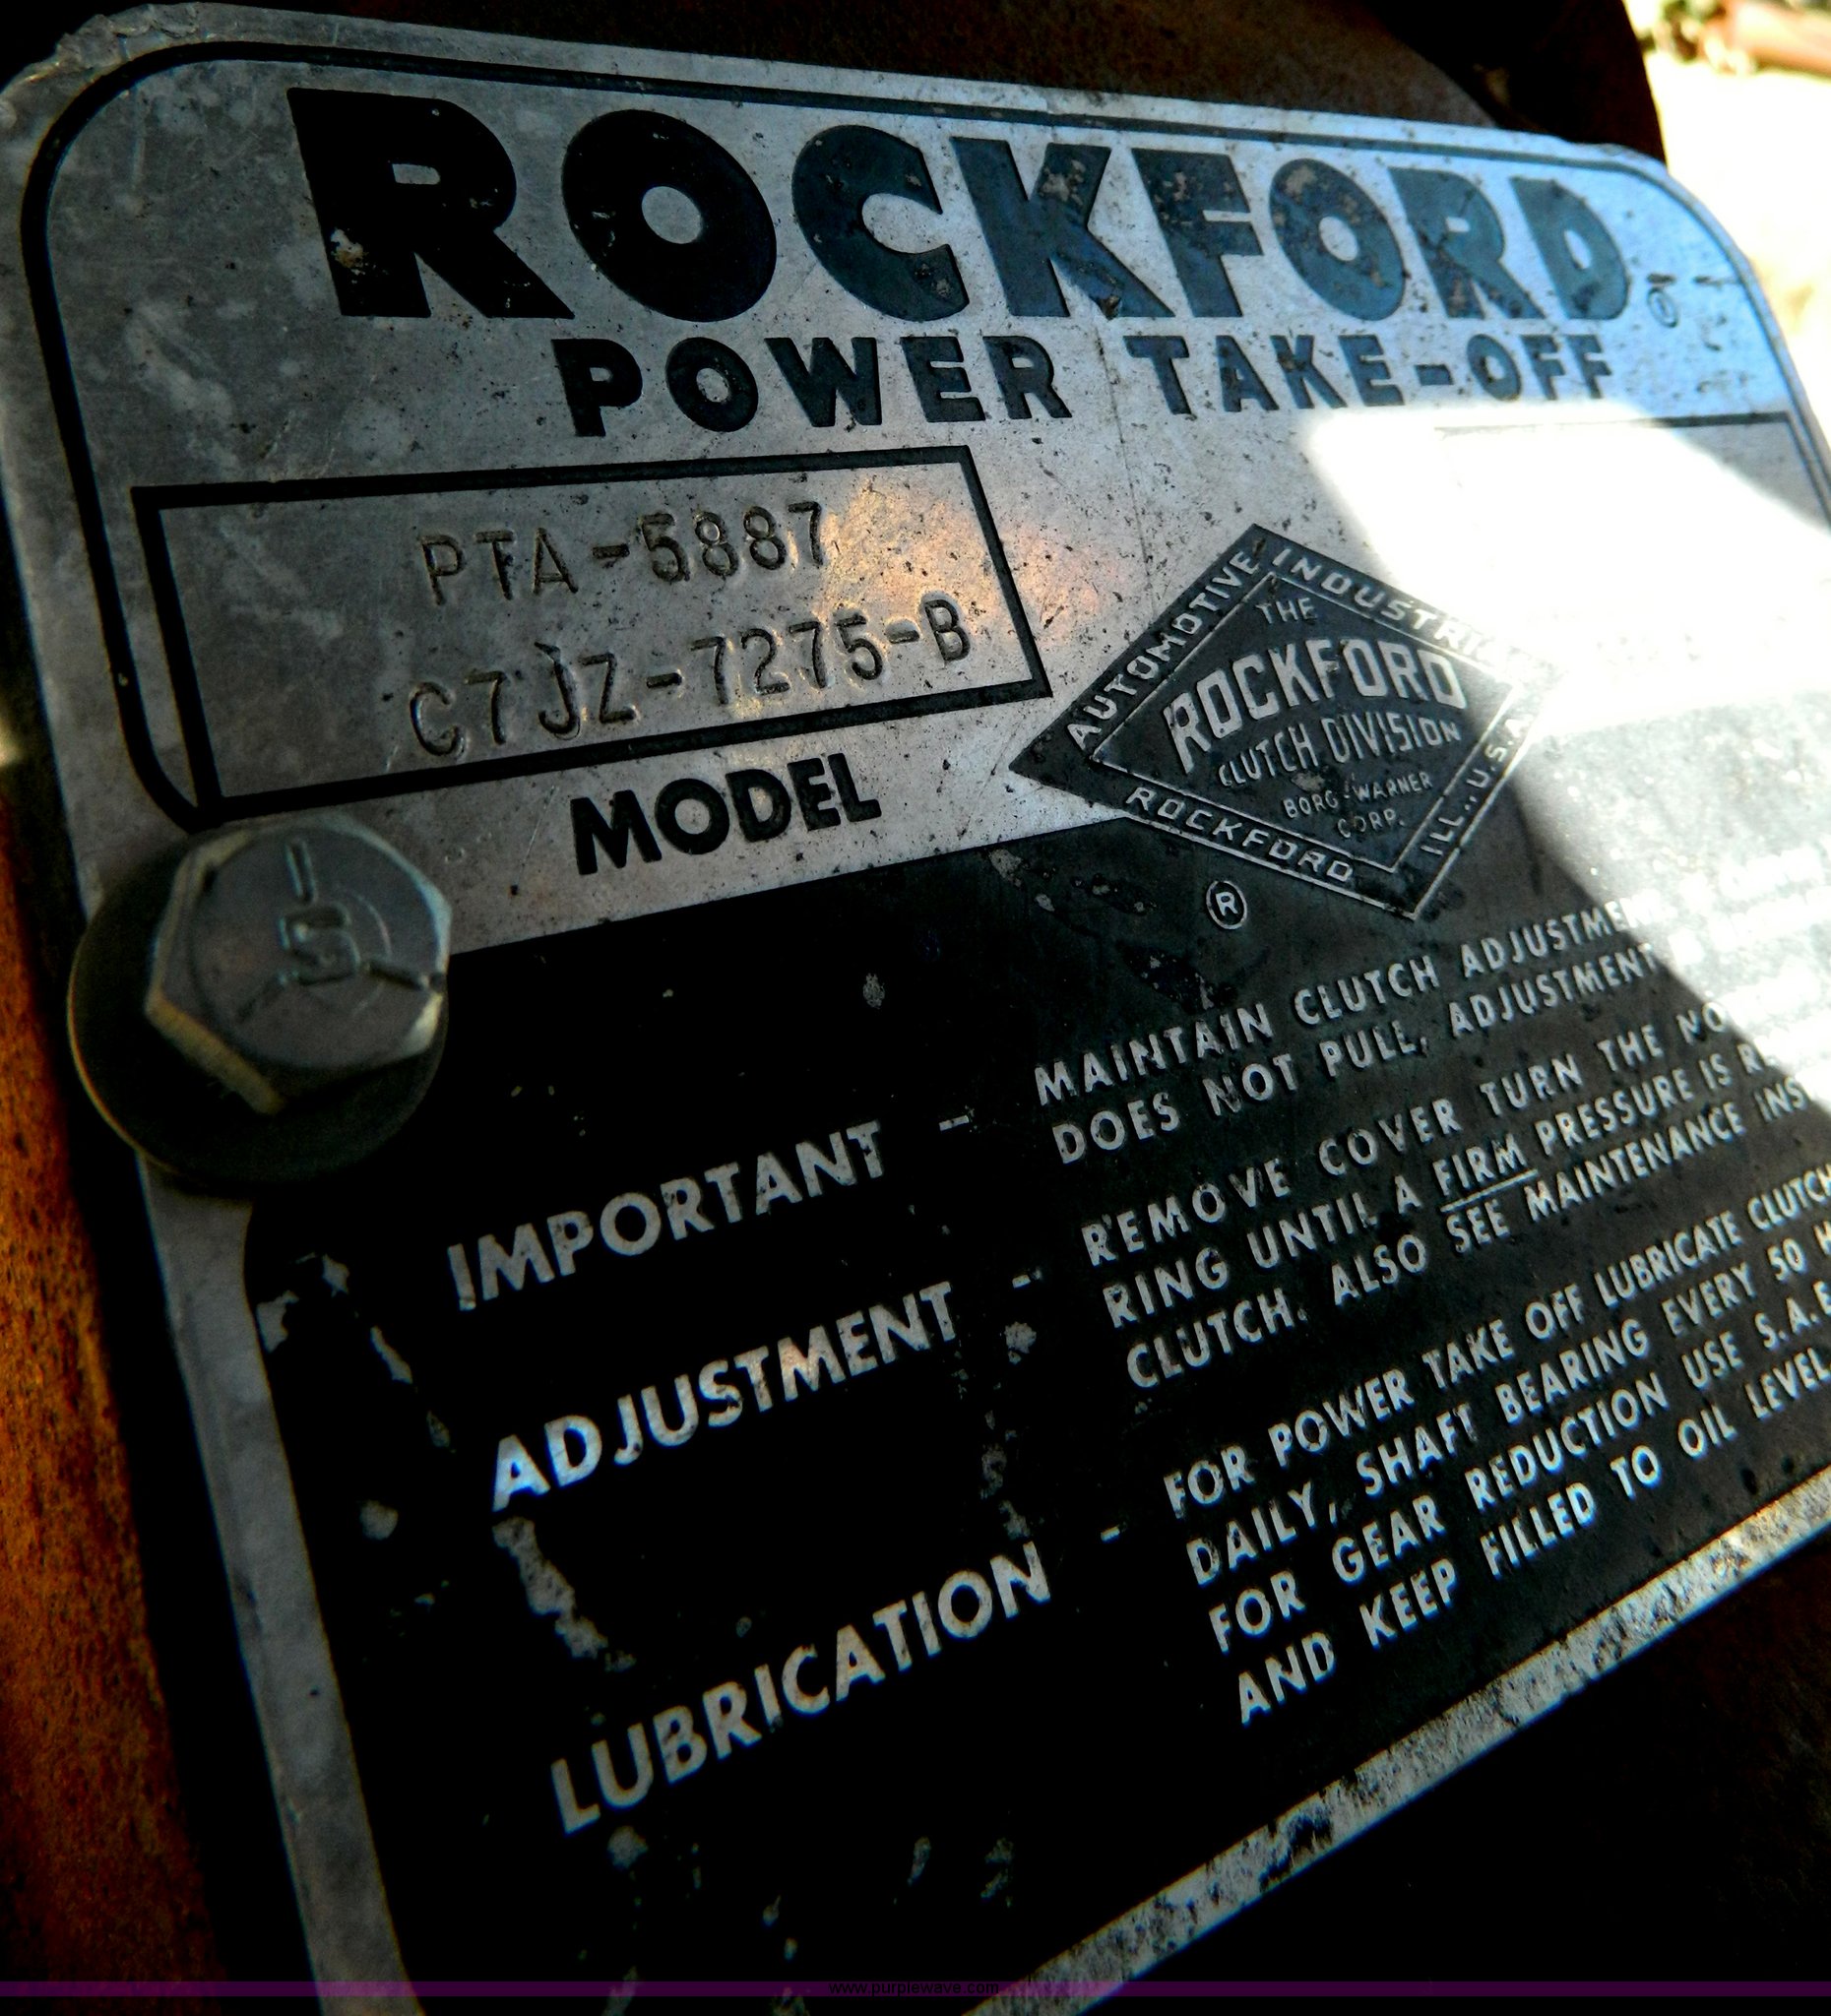 ROCKFORD ®
POWER TAKE-OFF
PTA-5887
C7JZ-7275-B
MODEL
AUTOMOTIVE INDUSTRIAL
THE
ROCKFORD
CLUTCH DIVISION
BORG-WARNER
CORP.
ROCKFORD ILL., U.S.A.
®
IMPORTANT - MAINTAIN CLUTCH
DOES NOT PULL, ADJUSTMENT
ADJUSTMENT - REMOVE COVER TURN THE
RING UNTIL A FIRM PRESSURE IS
CLUTCH. ALSO SEE MAINTENANCE
LUBRICATION - FOR POWER TAKE OFF LUBRICATE CLUTCH
DAILY, SHAFT BEARING EVERY 50
FOR GEAR REDUCTION USE S.A.E
AND KEEP FILLED TO OIL LEVEL
www.purplewave.com